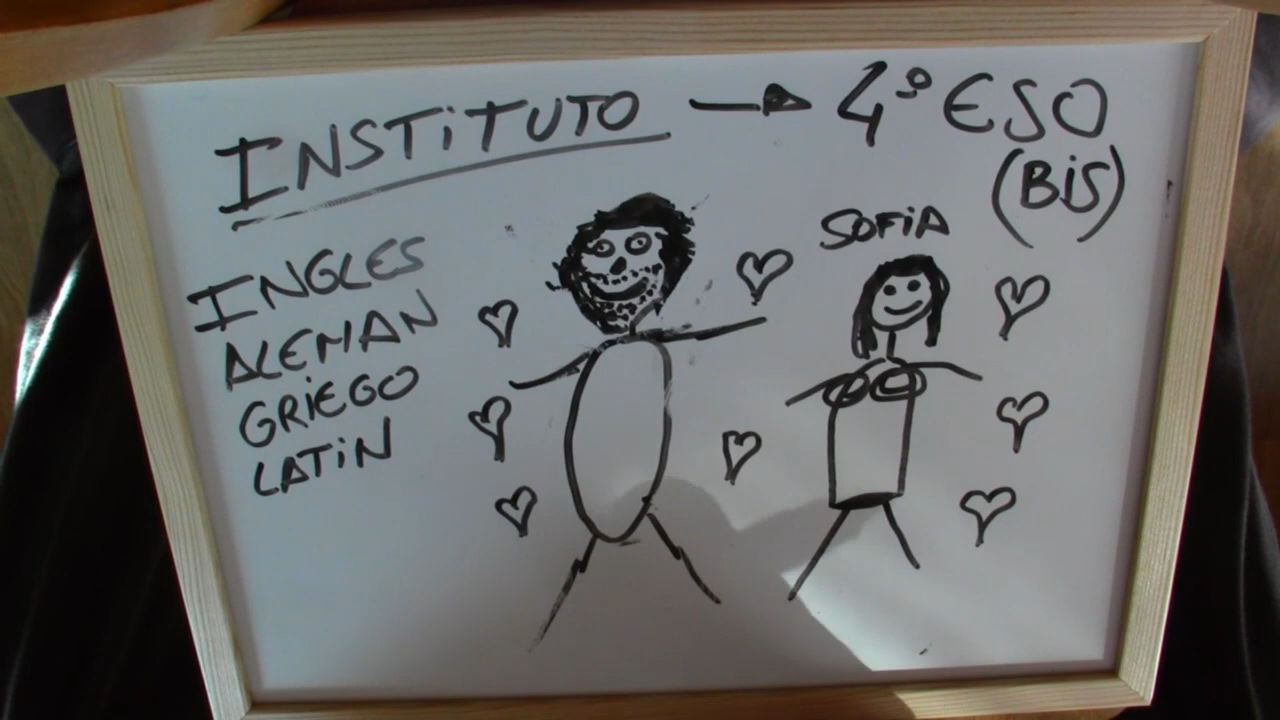 INSTITUTO → 4º ESO
(BIS)
SOFIA
INGLES
ALEMAN
GRIEGO
LATIN